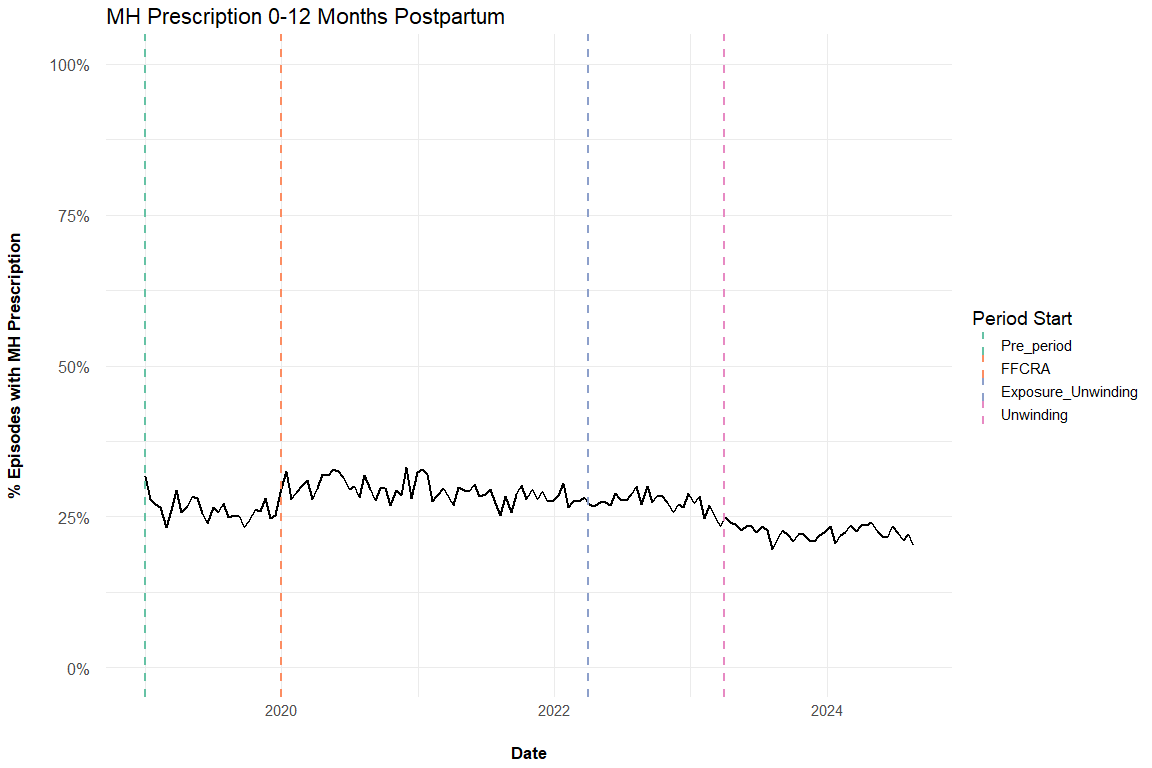 MH Prescription 0-12 Months Postpartum
% Episodes with MH Prescription
100%
75%
50%
25%
0%
2020
2022
2024
Date
Period Start
Pre_period
FFCRA
Exposure_Unwinding
Unwinding